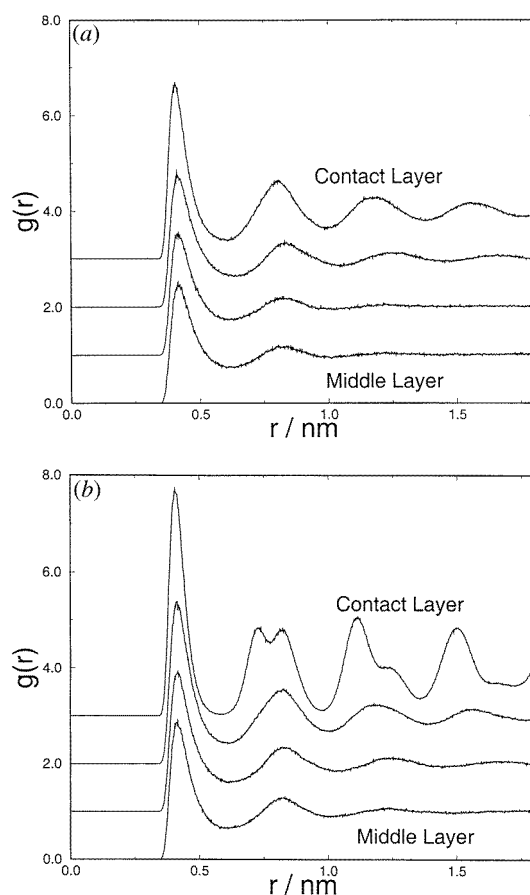 (a)
8.0
6.0
4.0
2.0
0.0
g(r)
Contact Layer
Middle Layer
0.0 0.5 1.0 1.5
r / nm
(b)
8.0
6.0
4.0
2.0
0.0
g(r)
Contact Layer
Middle Layer
0.0 0.5 1.0 1.5
r / nm